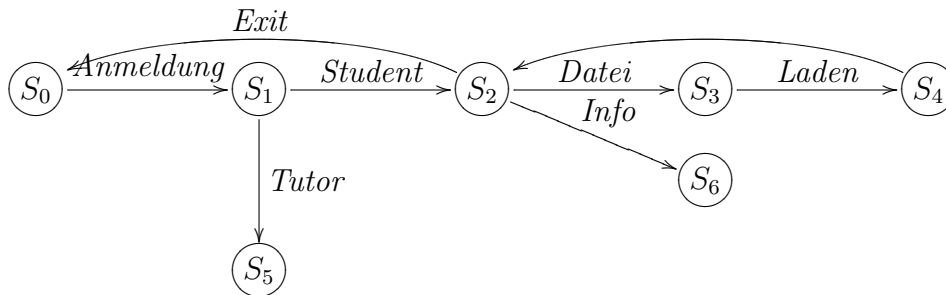 Exit
Anmeldung
Student
Datei
Laden
S0
S1
S2
S3
S4
Info
S6
Tutor
S5